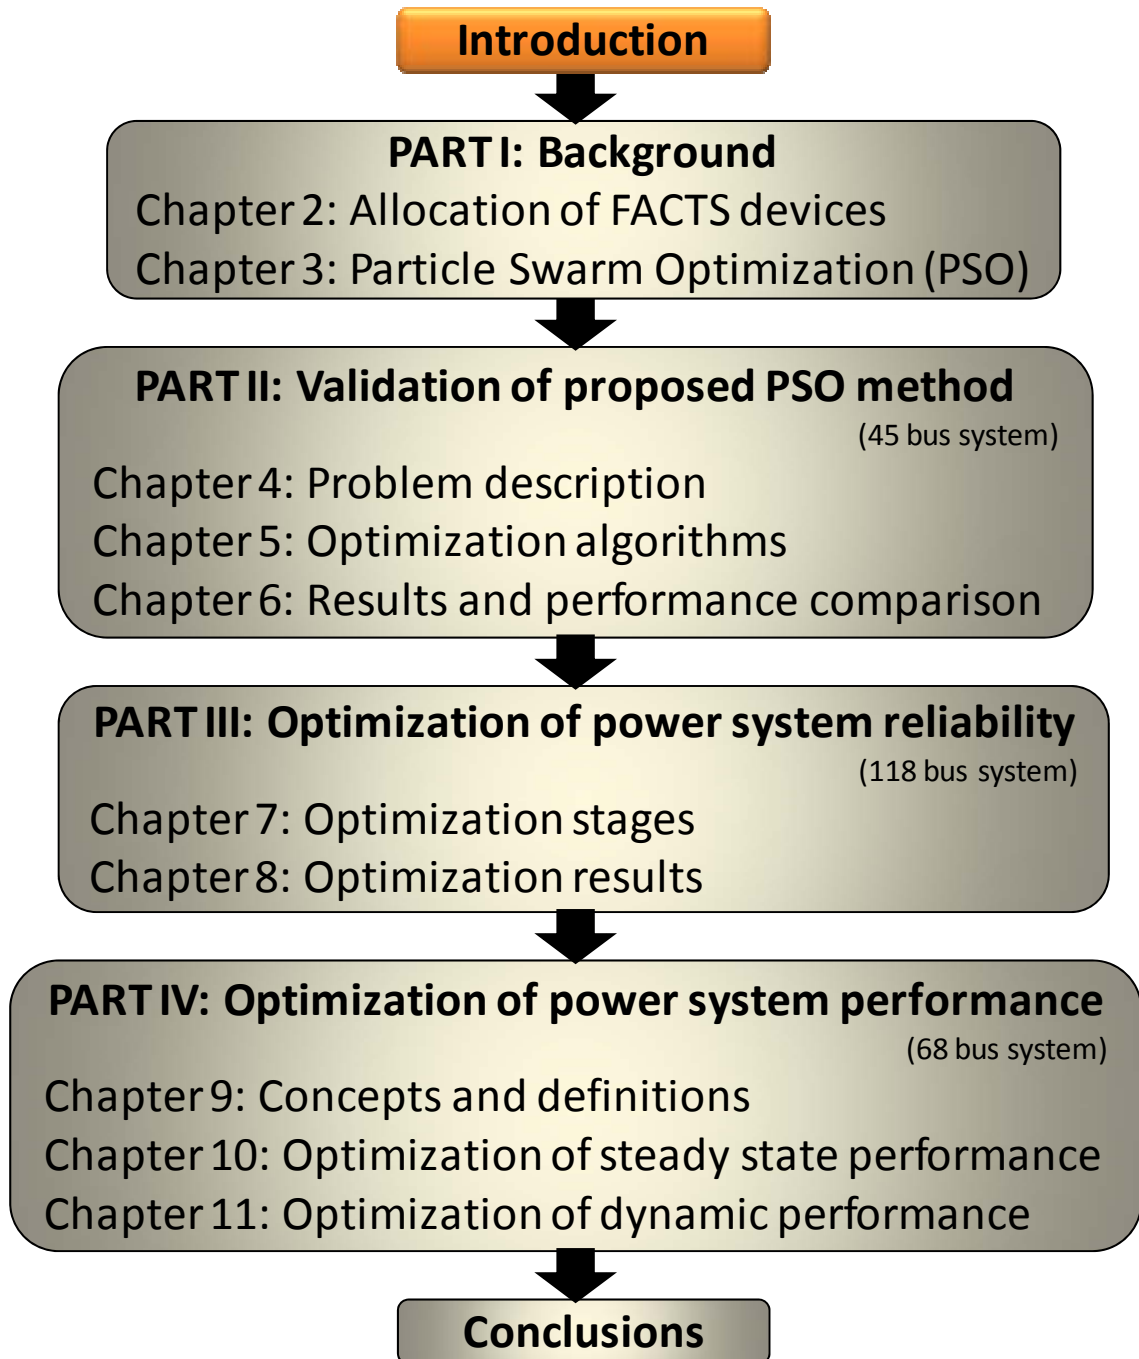 Introduction
PART I: Background
Chapter 2: Allocation of FACTS devices
Chapter 3: Particle Swarm Optimization (PSO)
PART II: Validation of proposed PSO method
(45 bus system)
Chapter 4: Problem description
Chapter 5: Optimization algorithms
Chapter 6: Results and performance comparison
PART III: Optimization of power system reliability
(118 bus system)
Chapter 7: Optimization stages
Chapter 8: Optimization results
PART IV: Optimization of power system performance
(68 bus system)
Chapter 9: Concepts and definitions
Chapter 10: Optimization of steady state performance
Chapter 11: Optimization of dynamic performance
Conclusions